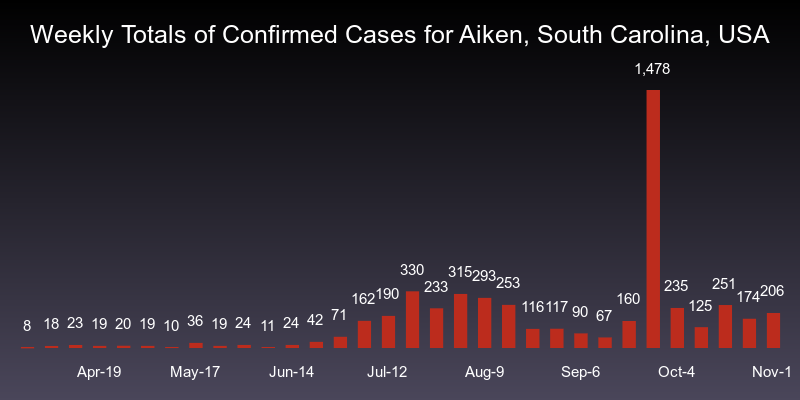 Weekly Totals of Confirmed Cases for Aiken, South Carolina, USA
1,478
8 18 23 19 20 19 10 36 19 24 11 24 42 71 162 190 330 233 315 293 253 116 117 90 67 160 235 125 251 174 206
Apr-19 May-17 Jun-14 Jul-12 Aug-9 Sep-6 Oct-4 Nov-1